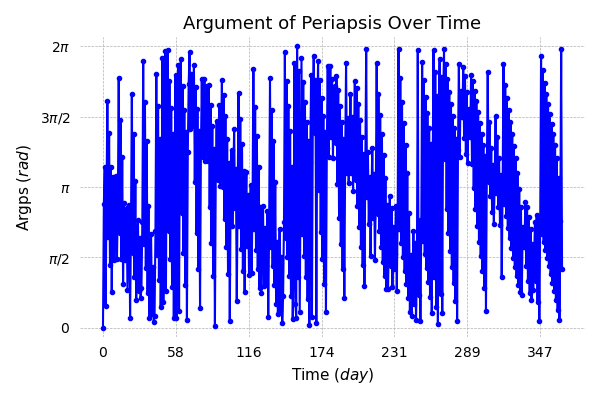 Argument of Periapsis Over Time
2π
3π/2
π
π/2
0
Argps (rad)
0 58 116 174 231 289 347
Time (day)